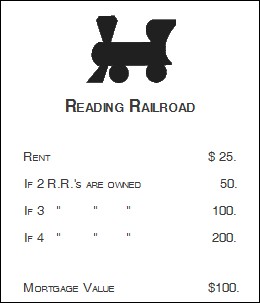 Reading Railroad
Rent $ 25.
If 2 R.R.'s are owned 50.
If 3 " " " 100.
If 4 " " " 200.
Mortgage Value $100.